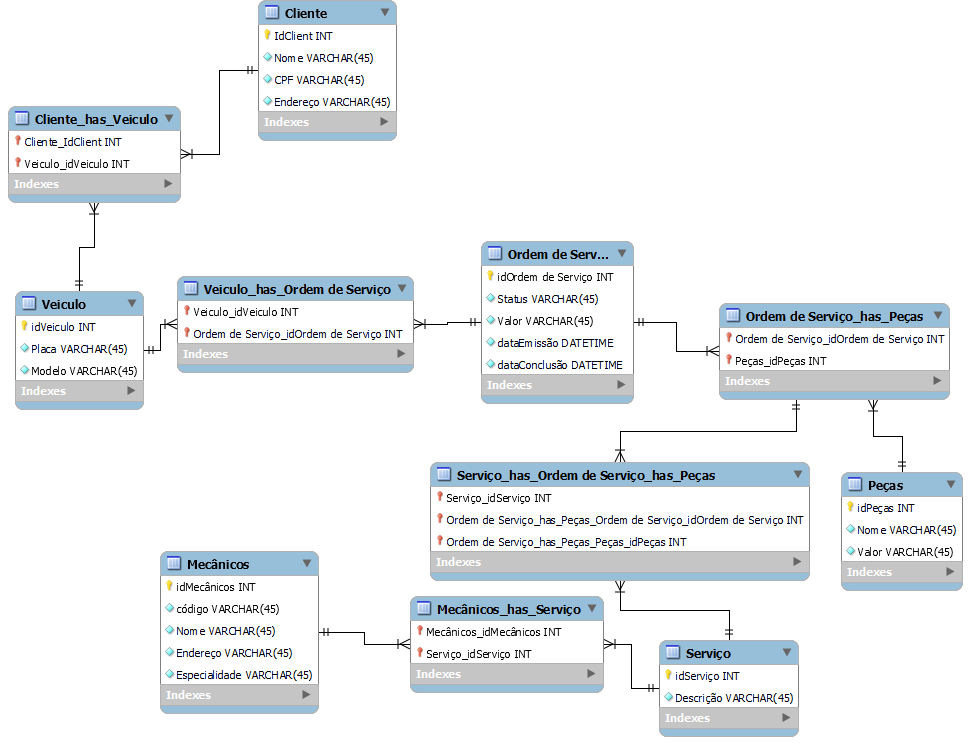 Cliente
IdClient INT
Nome VARCHAR(45)
CPF VARCHAR(45)
Endereço VARCHAR(45)
Indexes
Cliente_has_Veiculo
Cliente_IdClient INT
Veiculo_idVeiculo INT
Indexes
Veiculo
idVeiculo INT
Placa VARCHAR(45)
Modelo VARCHAR(45)
Indexes
Veiculo_has_Ordem de Serviço
Veiculo_idVeiculo INT
Ordem de Serviço_idOrdem de Serviço INT
Indexes
Ordem de Serv...
idOrdem de Serviço INT
Status VARCHAR(45)
Valor VARCHAR(45)
dataEmissão DATETIME
dataConclusão DATETIME
Indexes
Ordem de Serviço_has_Peças
Ordem de Serviço_idOrdem de Serviço INT
Peças_idPeças INT
Indexes
Serviço_has_Ordem de Serviço_has_Peças
Serviço_idServiço INT
Ordem de Serviço_has_Peças_Ordem de Serviço_idOrdem de Serviço INT
Ordem de Serviço_has_Peças_Peças_idPeças INT
Indexes
Peças
idPeças INT
Nome VARCHAR(45)
Valor VARCHAR(45)
Indexes
Mecânicos
idMecânicos INT
código VARCHAR(45)
Nome VARCHAR(45)
Endereço VARCHAR(45)
Especialidade VARCHAR(45)
Indexes
Mecânicos_has_Serviço
Mecânicos_idMecânicos INT
Serviço_idServiço INT
Indexes
Serviço
idServiço INT
Descrição VARCHAR(45)
Indexes